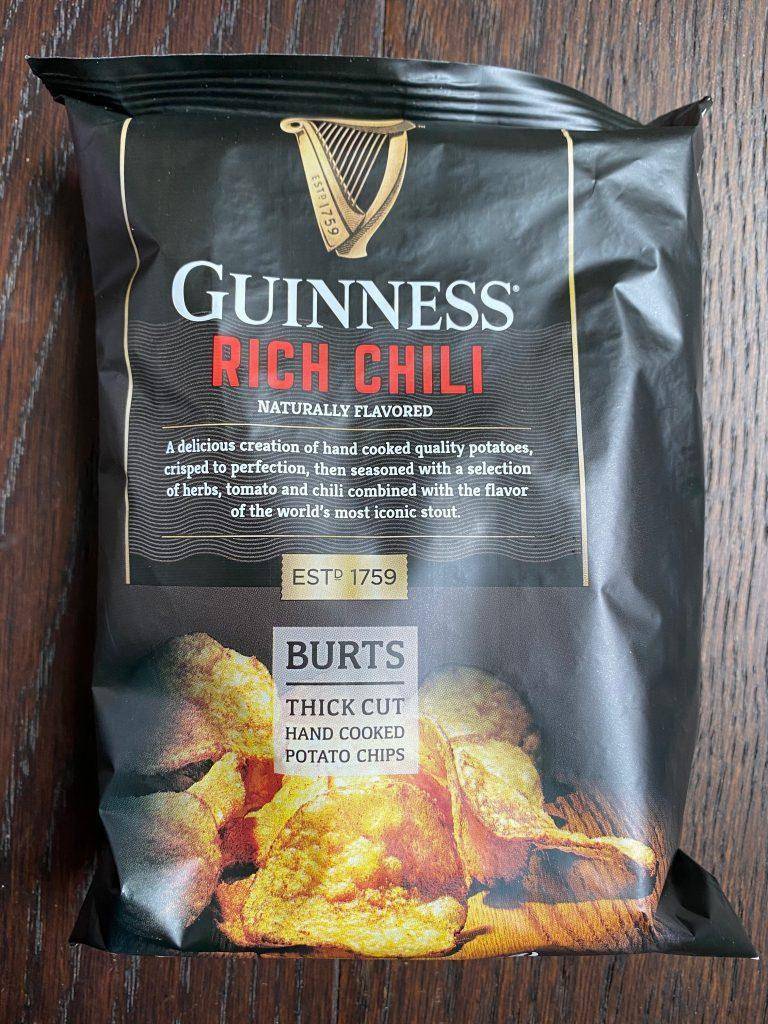 ESTD 1759
™
GUINNESS®
RICH CHILI
NATURALLY FLAVORED
A delicious creation of hand cooked quality potatoes,
crisped to perfection, then seasoned with a selection
of herbs, tomato and chili combined with the flavor
of the world's most iconic stout.
ESTD 1759
BURTS
THICK CUT
HAND COOKED
POTATO CHIPS